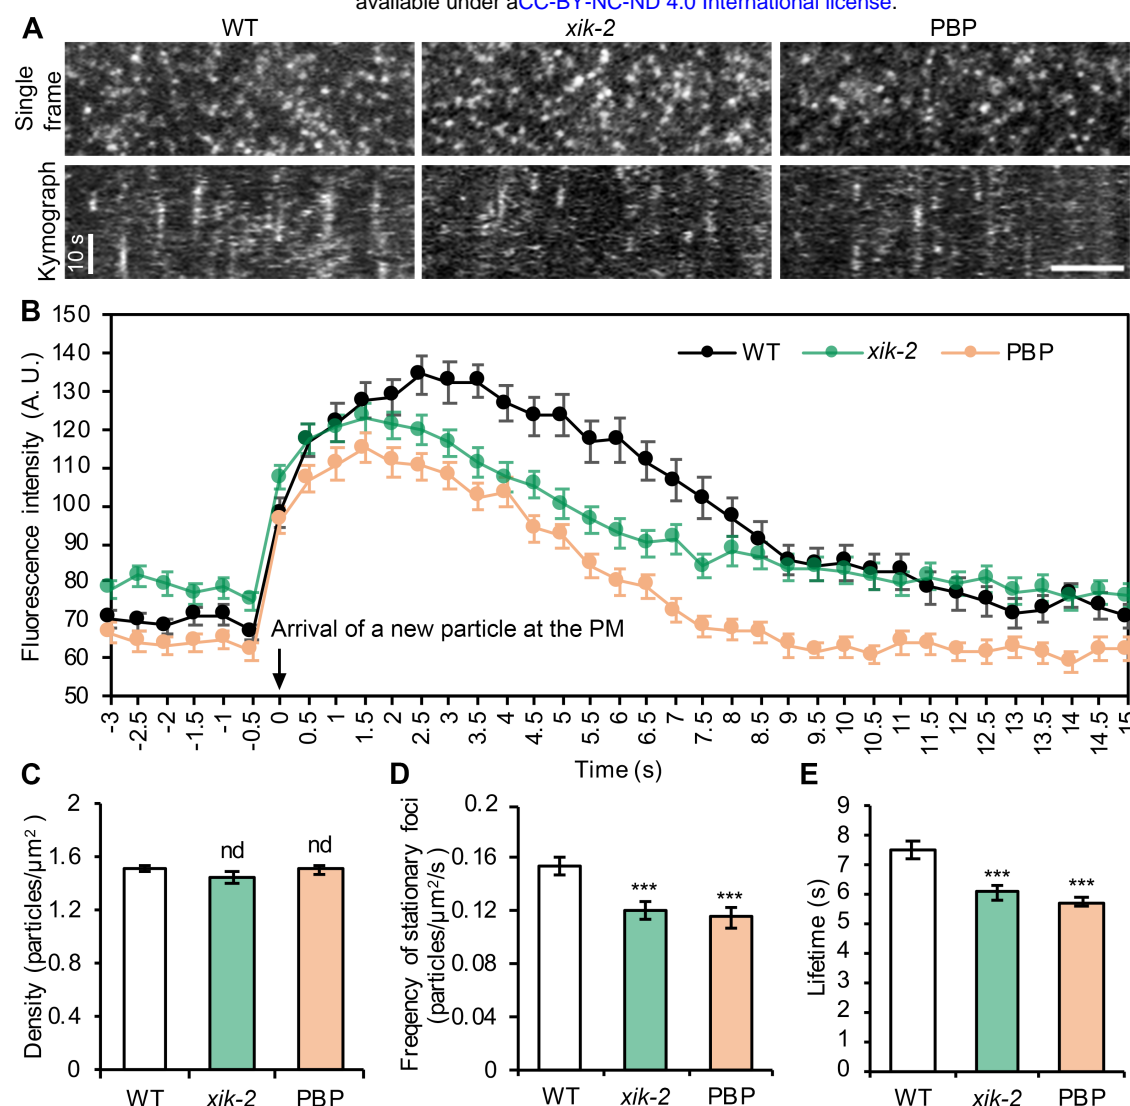 available under aCC-BY-NC-ND 4.0 International license.
A
WT
xik-2
PBP
Single
frame
Kymograph
10 s
B
Fluorescence intensity (A. U.)
150
140
130
120
110
100
90
80
70
60
50
WT
xik-2
PBP
Arrival of a new particle at the PM
-3
-2.5
-2
-1.5
-1
-0.5
0
0.5
1
1.5
2
2.5
3
3.5
4
4.5
5
5.5
6
6.5
7
7.5
8
8.5
9
9.5
10
10.5
11
11.5
12
12.5
13
13.5
14
14.5
15
Time (s)
C
Density (particles/µm²)
2
1.6
1.2
0.8
0.4
0
nd
nd
WT
xik-2
PBP
D
Freqency of stationary foci
(particles/µm²/s)
0.2
0.16
0.12
0.08
0.04
0
***
***
WT
xik-2
PBP
E
Lifetime (s)
9
8
7
6
5
4
3
2
1
0
***
***
WT
xik-2
PBP